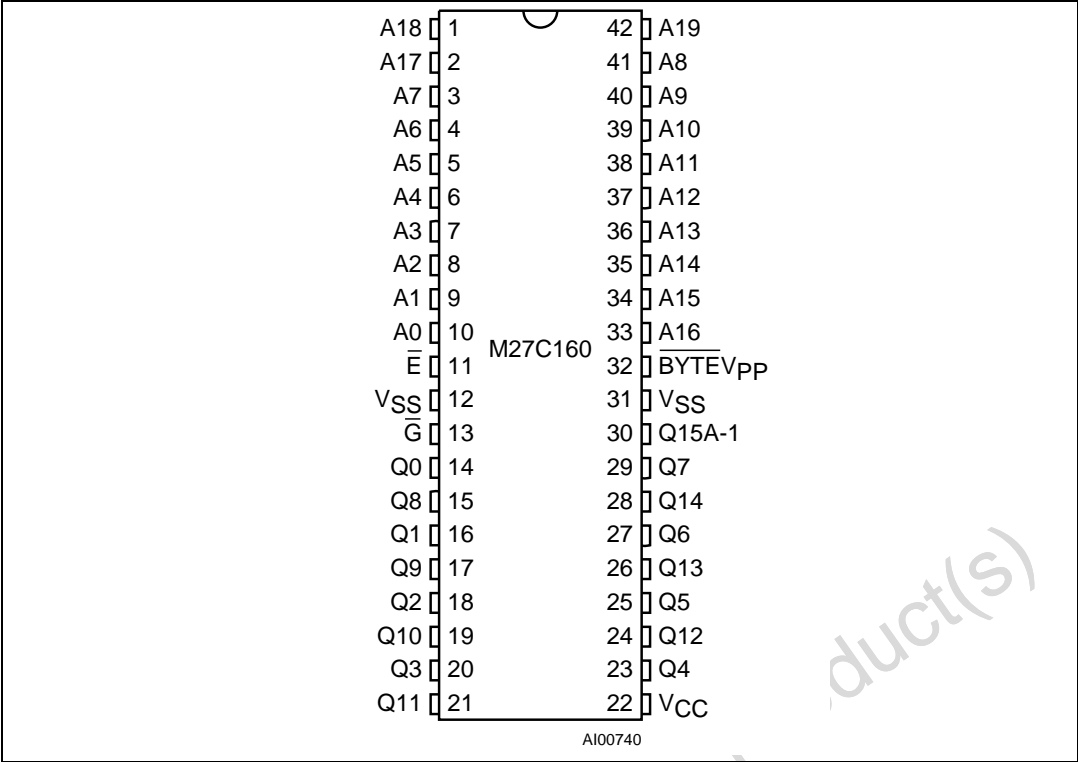 A18 1 42 A19
A17 2 41 A8
A7 3 40 A9
A6 4 39 A10
A5 5 38 A11
A4 6 37 A12
A3 7 36 A13
A2 8 35 A14
A1 9 34 A15
A0 10 33 A16
M27C160
E̅ 11 32 B̅Y̅T̅E̅VPP
VSS 12 31 VSS
G̅ 13 30 Q15A-1
Q0 14 29 Q7
Q8 15 28 Q14
Q1 16 27 Q6
Q9 17 26 Q13
Q2 18 25 Q5
Q10 19 24 Q12
Q3 20 23 Q4
Q11 21 22 VCC
AI00740